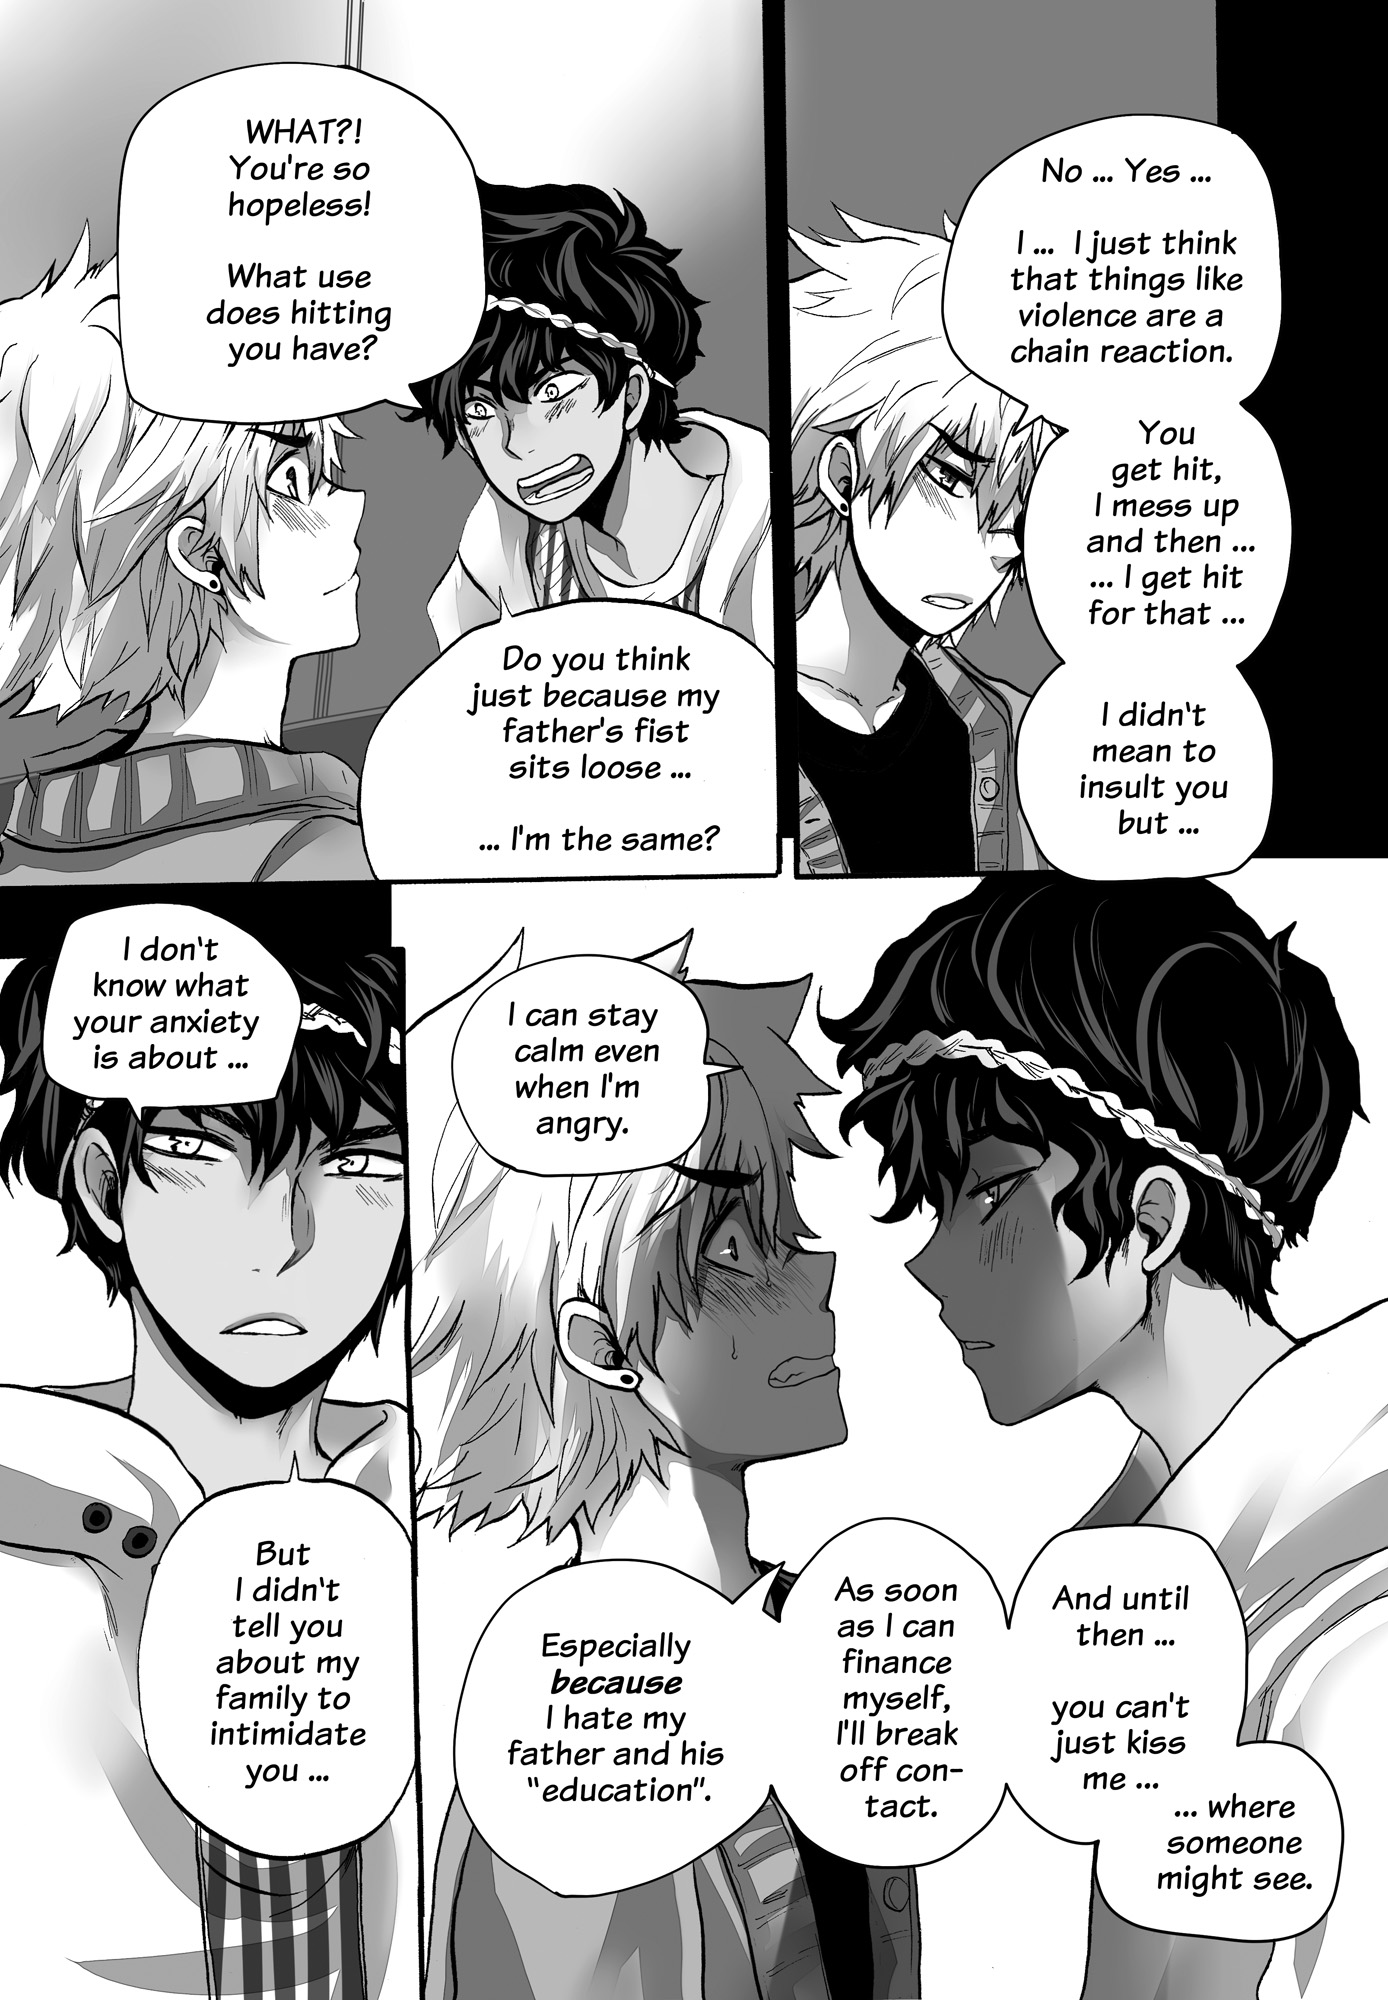 WHAT?!
You're so
hopeless!
What use
does hitting
you have?
Do you think
just because my
father's fist
sits loose ...
... I'm the same?
No ... Yes ...
I ... I just think
that things like
violence are a
chain reaction.
You
get hit,
I mess up
and then ...
... I get hit
for that ...
I didn't
mean to
insult you
but ...
I don't
know what
your anxiety
is about ...
But
I didn't
tell you
about my
family to
intimidate
you ...
I can stay
calm even
when I'm
angry.
Especially
because
I hate my
father and his
"education".
As soon
as I can
finance
myself,
I'll break
off con-
tact.
And until
then ...
you can't
just kiss
me ...
... where
someone
might see.